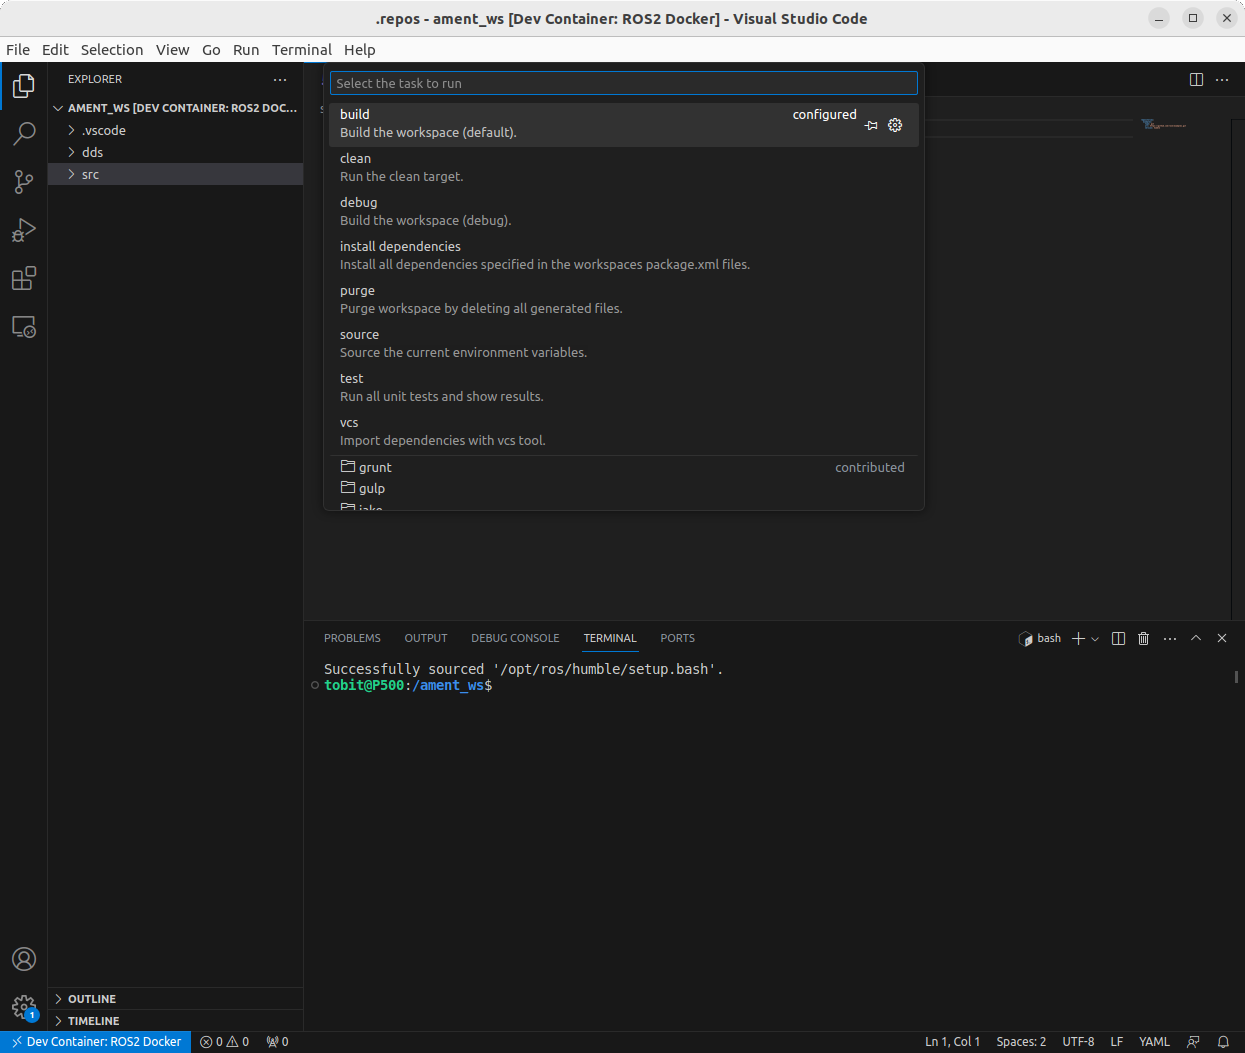 .repos - ament_ws [Dev Container: ROS2 Docker] - Visual Studio Code
File Edit Selection View Go Run Terminal Help
EXPLORER
AMENT_WS [DEV CONTAINER: ROS2 DOC...
.vscode
dds
src
OUTLINE
TIMELINE
Select the task to run
build configured
Build the workspace (default).
clean
Run the clean target.
debug
Build the workspace (debug).
install dependencies
Install all dependencies specified in the workspaces package.xml files.
purge
Purge workspace by deleting all generated files.
source
Source the current environment variables.
test
Run all unit tests and show results.
vcs
Import dependencies with vcs tool.
grunt contributed
gulp
jake
PROBLEMS OUTPUT DEBUG CONSOLE TERMINAL PORTS
bash
Successfully sourced '/opt/ros/humble/setup.bash'.
tobit@P500:/ament_ws$
1
Dev Container: ROS2 Docker 0 0 0 Ln 1, Col 1 Spaces: 2 UTF-8 LF YAML